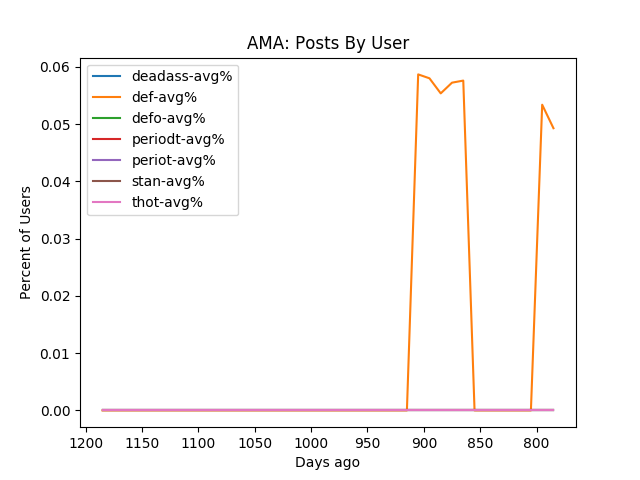 AMA: Posts By User
deadass-avg%
def-avg%
defo-avg%
periodt-avg%
periot-avg%
stan-avg%
thot-avg%
Percent of Users
0.06
0.05
0.04
0.03
0.02
0.01
0.00
1200 1150 1100 1050 1000 950 900 850 800
Days ago